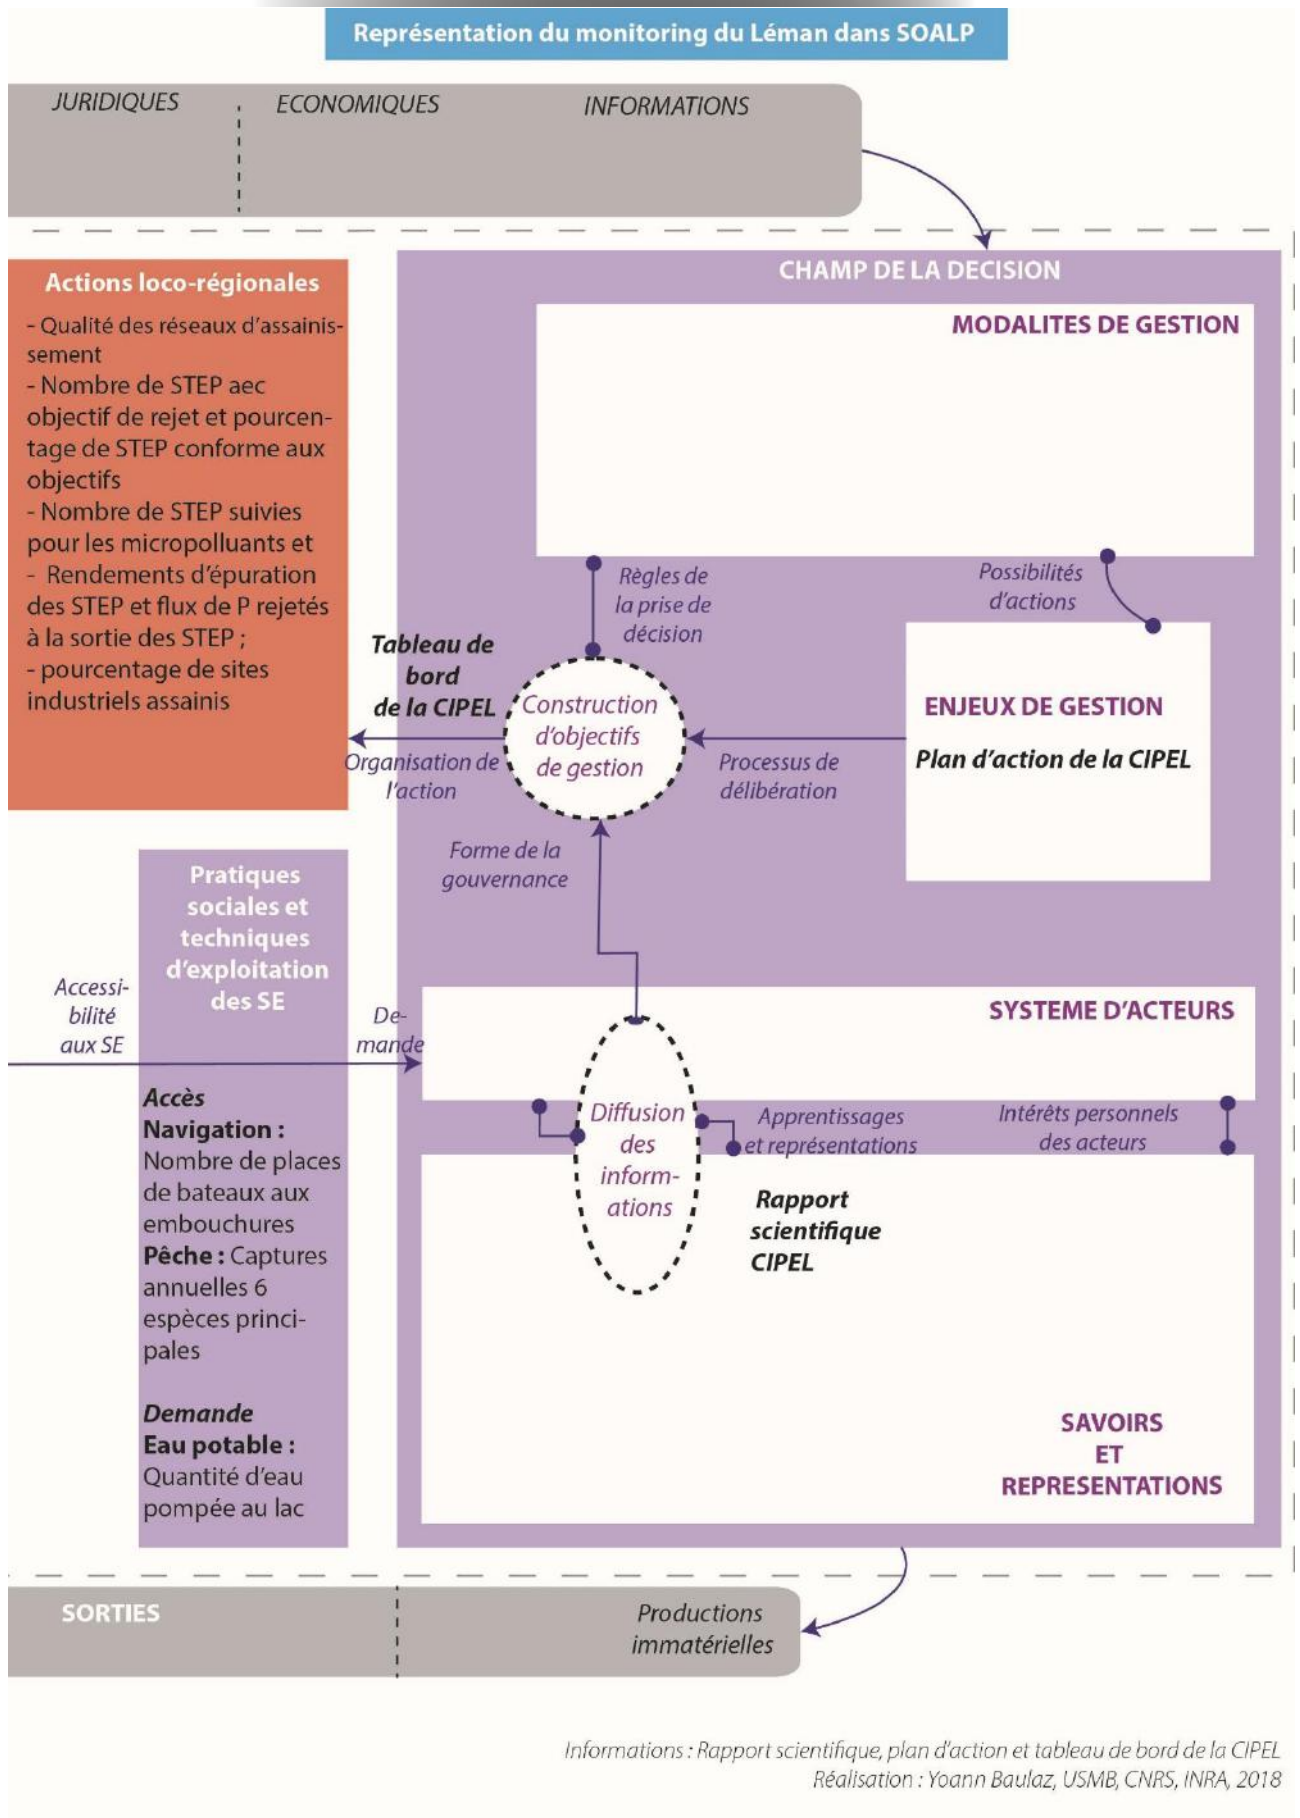 Représentation du monitoring du Léman dans SOALP
JURIDIQUES
ECONOMIQUES
INFORMATIONS
CHAMP DE LA DECISION
Actions loco-régionales
- Qualité des réseaux d'assainis-
sement
- Nombre de STEP aec
objectif de rejet et pourcen-
tage de STEP conforme aux
objectifs
- Nombre de STEP suivies
pour les micropolluants et
- Rendements d'épuration
des STEP et flux de P rejetés
à la sortie des STEP ;
- pourcentage de sites
industriels assainis
MODALITES DE GESTION
Règles de
la prise de
décision
Possibilités
d'actions
Tableau de
bord
de la CIPEL
Organisation de
l'action
Construction
d'objectifs
de gestion
Processus de
délibération
ENJEUX DE GESTION
Plan d'action de la CIPEL
Forme de la
gouvernance
Pratiques
sociales et
techniques
d'exploitation
des SE
Accessi-
bilité
aux SE
De-
mande
Accès
Navigation :
Nombre de places
de bateaux aux
embouchures
Pêche : Captures
annuelles 6
espèces princi-
pales
Demande
Eau potable :
Quantité d'eau
pompée au lac
SYSTEME D'ACTEURS
Diffusion
des
inform-
ations
Apprentissages
et représentations
Intérêts personnels
des acteurs
Rapport
scientifique
CIPEL
SAVOIRS
ET
REPRESENTATIONS
SORTIES
Productions
immatérielles
Informations : Rapport scientifique, plan d'action et tableau de bord de la CIPEL
Réalisation : Yoann Baulaz, USMB, CNRS, INRA, 2018